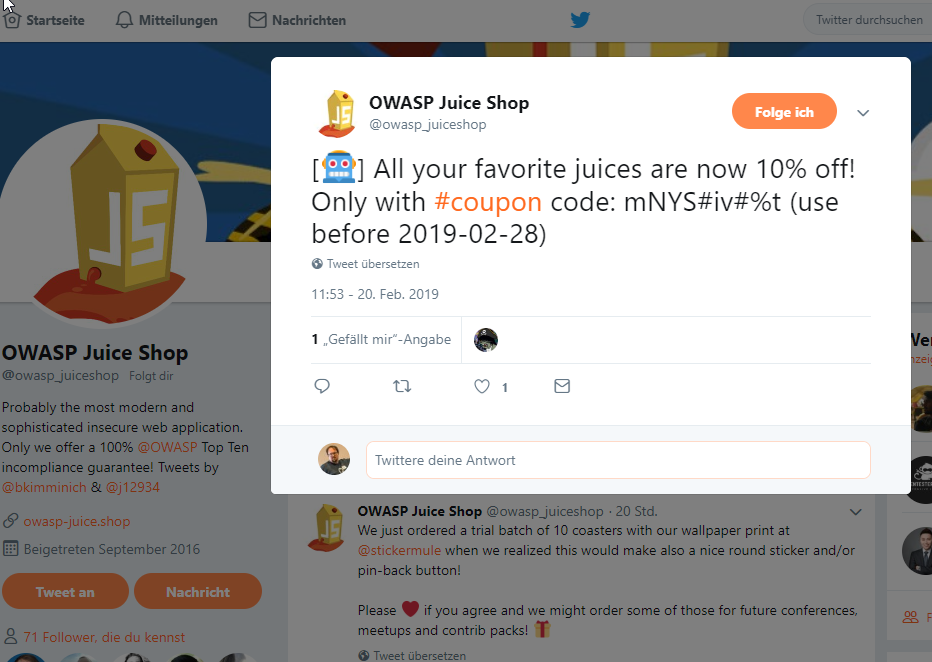 Startseite Mitteilungen Nachrichten Twitter durchsuchen
JS
OWASP Juice Shop
@owasp_juiceshop Folgt dir
Probably the most modern and
sophisticated insecure web application.
Only we offer a 100% @OWASP Top Ten
incompliance guarantee! Tweets by
@bkimminich & @j12934
owasp-juice.shop
Beigetreten September 2016
Tweet an Nachricht
71 Follower, die du kennst
JS
OWASP Juice Shop
@owasp_juiceshop
Folge ich
[🤖] All your favorite juices are now 10% off!
Only with #coupon code: mNYS#iv#%t (use
before 2019-02-28)
Tweet übersetzen
11:53 - 20. Feb. 2019
1 „Gefällt mir“-Angabe
1
Twittere deine Antwort
JS
OWASP Juice Shop @owasp_juiceshop · 20 Std.
We just ordered a trial batch of 10 coasters with our wallpaper print at
@stickermule when we realized this would make also a nice round sticker and/or
pin-back button!
Please ❤️ if you agree and we might order some of those for future conferences,
meetups and contrib packs! 🎁
Tweet übersetzen